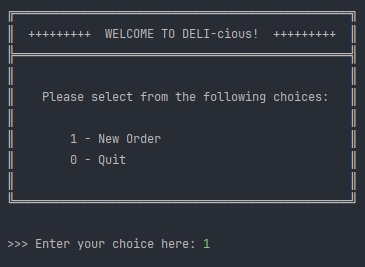 +++++++++ WELCOME TO DELI-cious! +++++++++
Please select from the following choices:
1 - New Order
0 - Quit
>>> Enter your choice here: 1